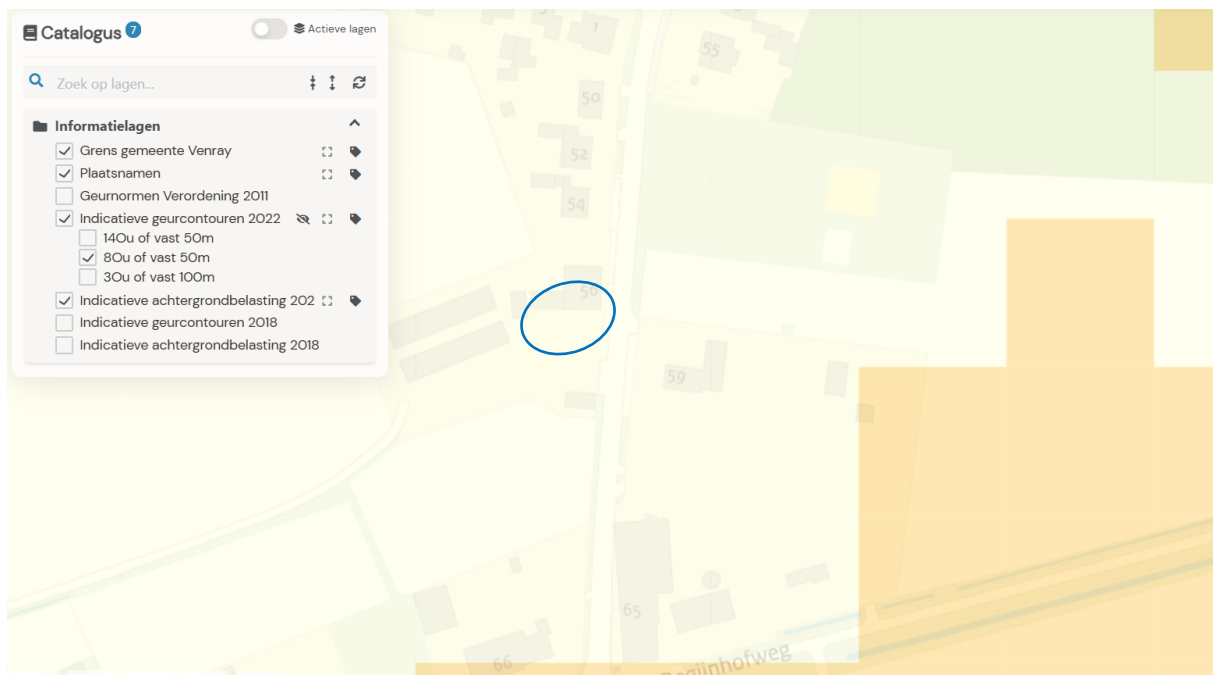 Catalogus 7
Actieve lagen
Zoek op lagen...
Informatielagen
Grens gemeente Venray
Plaatsnamen
Geurnormen Verordening 2011
Indicatieve geurcontouren 2022
14Ou of vast 50m
8Ou of vast 50m
3Ou of vast 100m
Indicatieve achtergrondbelasting 202
Indicatieve geurcontouren 2018
Indicatieve achtergrondbelasting 2018
1
55
50
52
54
59
65
66